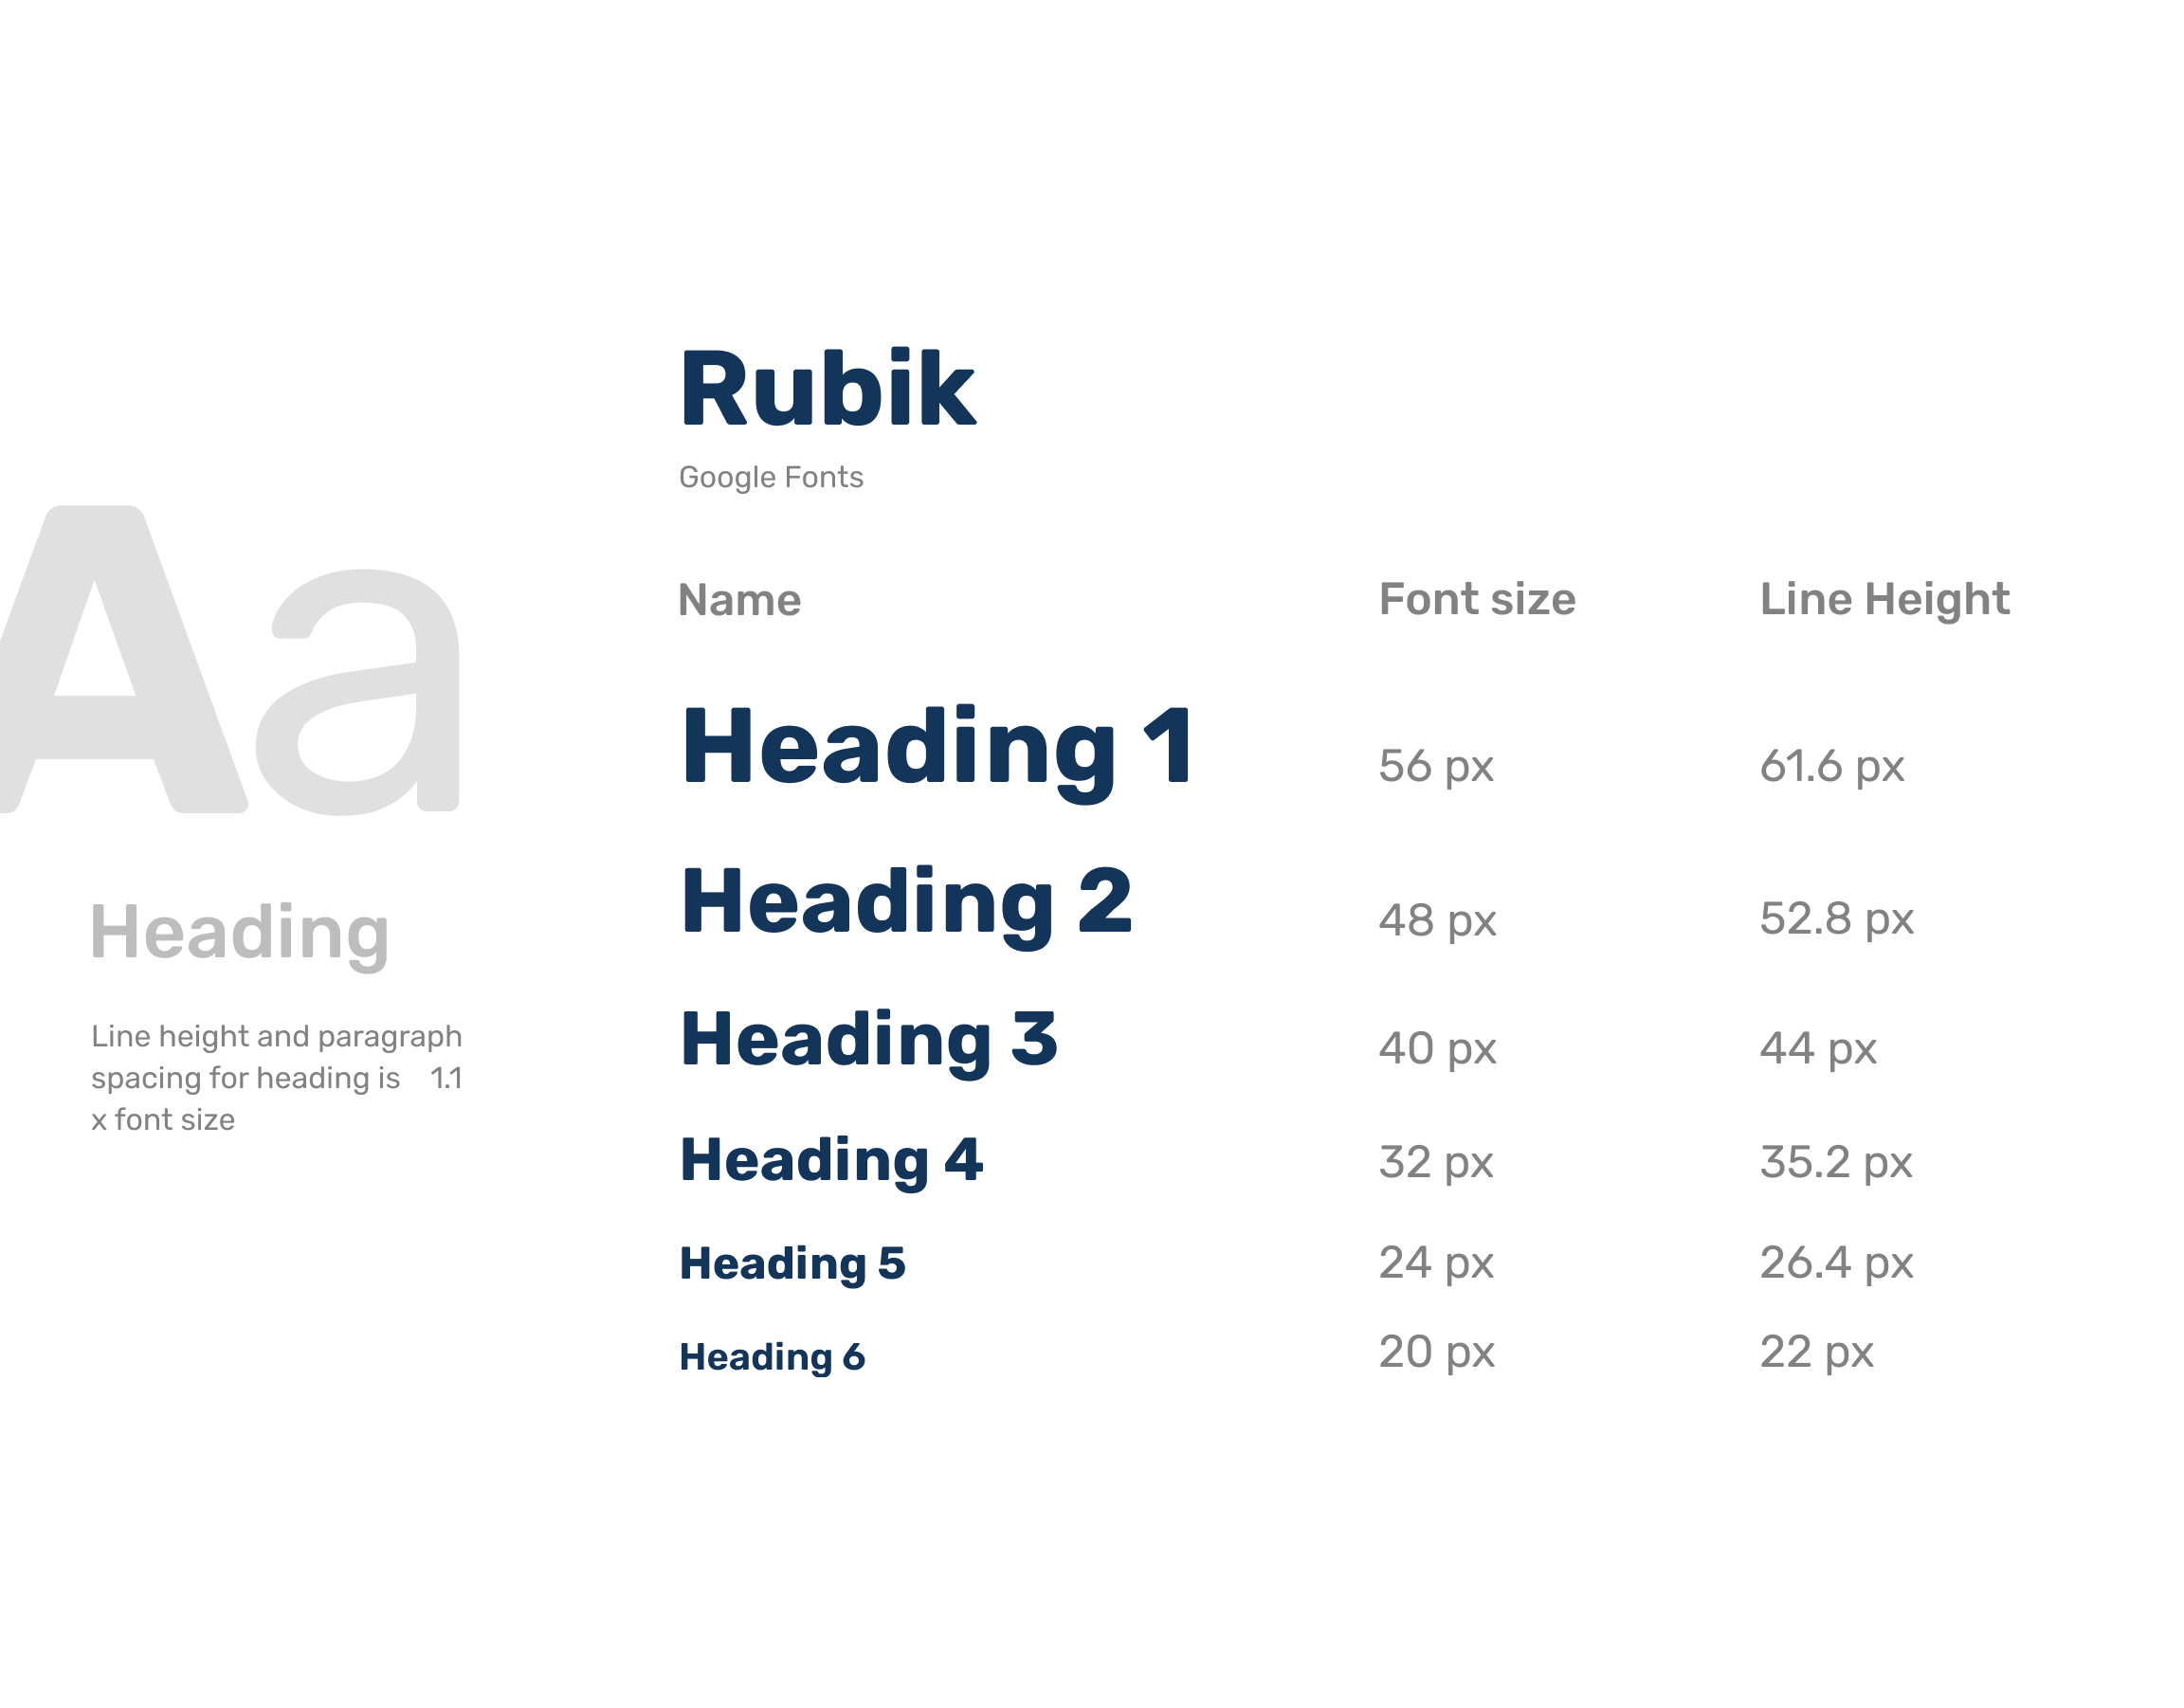 Aa
Heading
Line height and paragraph
spacing for heading is 1.1
x font size
Rubik
Google Fonts
Name Font size Line Height
Heading 1 56 px 61.6 px
Heading 2 48 px 52.8 px
Heading 3 40 px 44 px
Heading 4 32 px 35.2 px
Heading 5 24 px 26.4 px
Heading 6 20 px 22 px